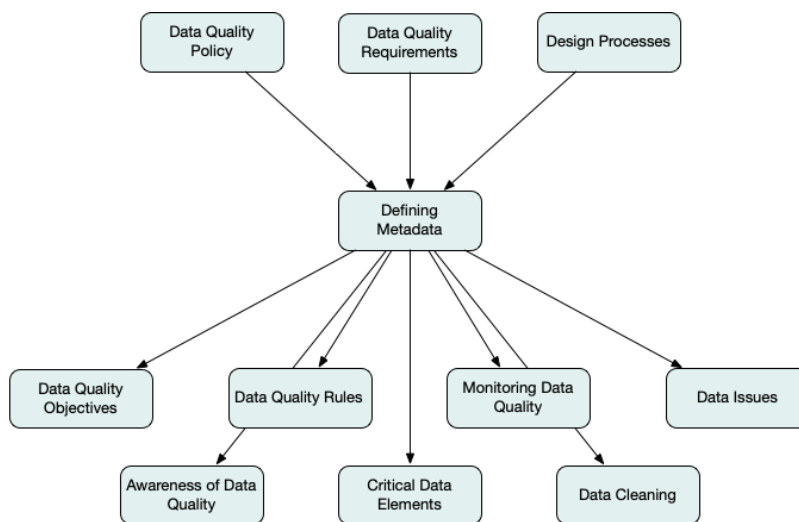 Data Quality
Policy
Data Quality
Requirements
Design Processes
Defining
Metadata
Data Quality
Objectives
Data Quality Rules
Monitoring Data
Quality
Data Issues
Awareness of Data
Quality
Critical Data
Elements
Data Cleaning